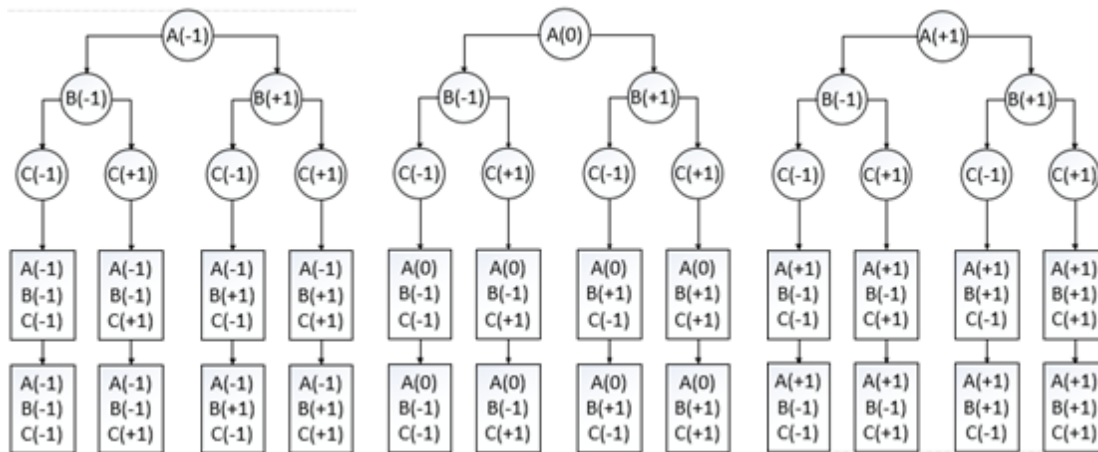 A(-1) A(0) A(+1)
B(-1) B(+1) B(-1) B(+1) B(-1) B(+1)
C(-1) C(+1) C(-1) C(+1) C(-1) C(+1) C(-1) C(+1) C(-1) C(+1) C(-1) C(+1)
A(-1) A(-1) A(-1) A(-1) A(0) A(0) A(0) A(0) A(+1) A(+1) A(+1) A(+1)
B(-1) B(-1) B(+1) B(+1) B(-1) B(-1) B(+1) B(+1) B(-1) B(-1) B(+1) B(+1)
C(-1) C(+1) C(-1) C(+1) C(-1) C(+1) C(-1) C(+1) C(-1) C(+1) C(-1) C(+1)
A(-1) A(-1) A(-1) A(-1) A(0) A(0) A(0) A(0) A(+1) A(+1) A(+1) A(+1)
B(-1) B(-1) B(+1) B(+1) B(-1) B(-1) B(+1) B(+1) B(-1) B(-1) B(+1) B(+1)
C(-1) C(+1) C(-1) C(+1) C(-1) C(+1) C(-1) C(+1) C(-1) C(+1) C(-1) C(+1)